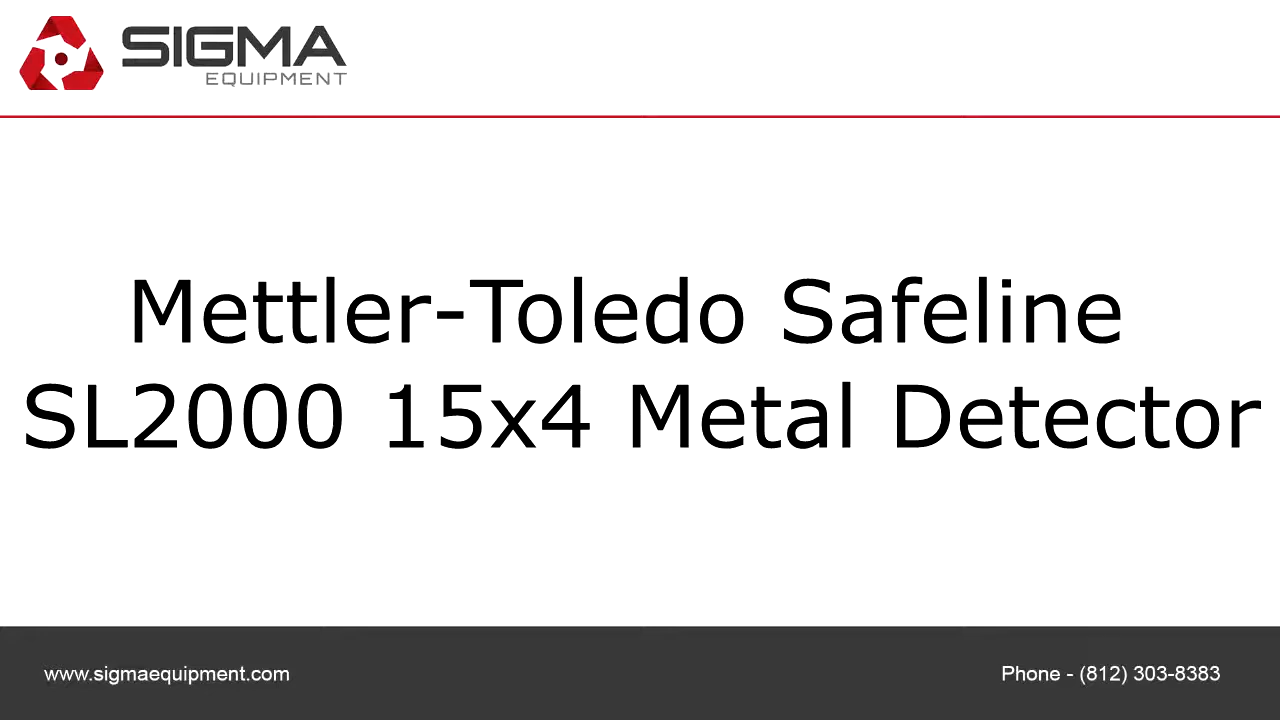 SIGMA
EQUIPMENT
Mettler-Toledo Safeline
SL2000 15x4 Metal Detector
www.sigmaequipment.com
Phone - (812) 303-8383